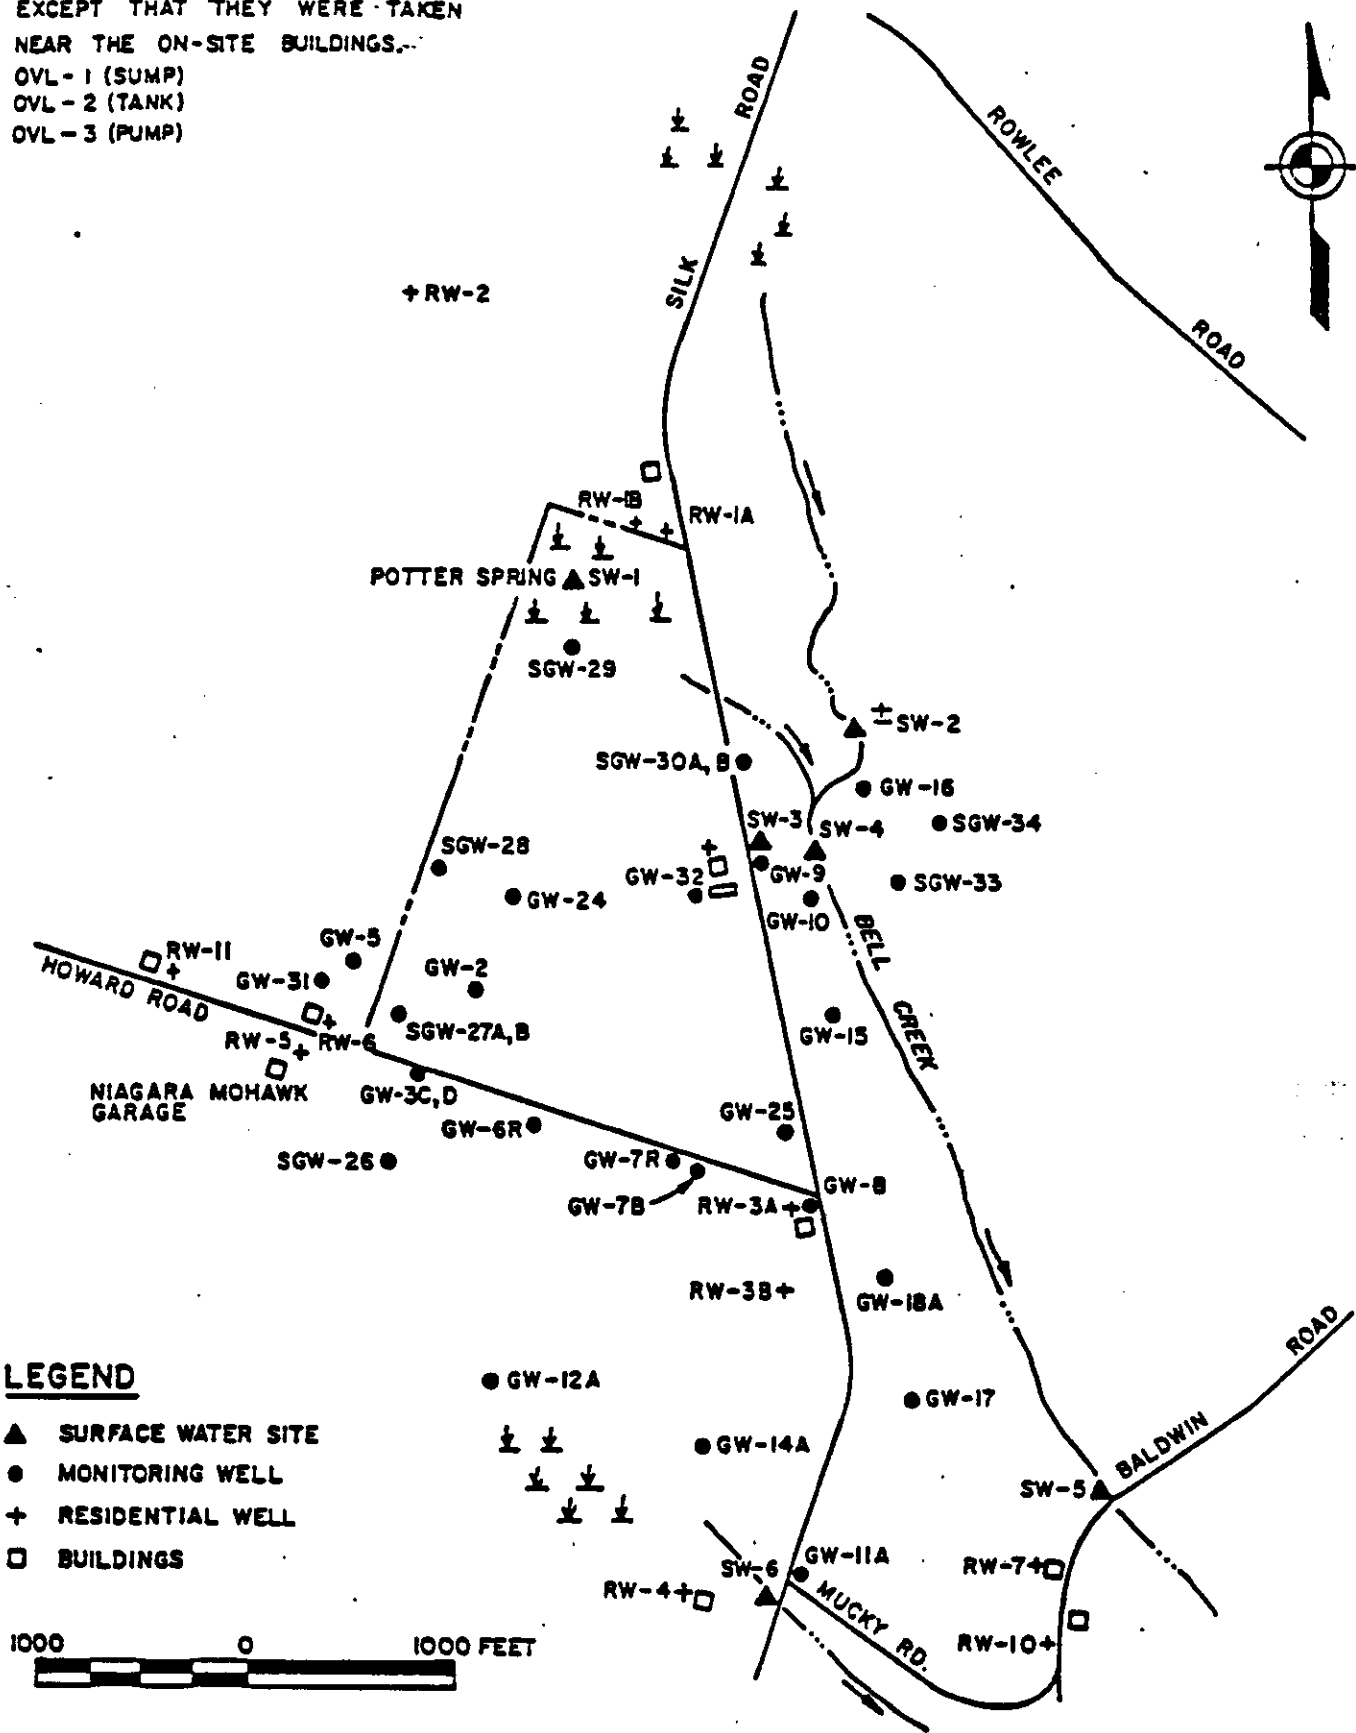 EXCEPT THAT THEY WERE TAKEN
NEAR THE ON-SITE BUILDINGS.
OVL-1 (SUMP)
OVL-2 (TANK)
OVL-3 (PUMP)
SILK ROAD
ROWLEE ROAD
+RW-2
RW-1B
RW-1A
POTTER SPRING
SW-1
SGW-29
SW-2
SGW-30A, B
GW-16
SW-3
SW-4
SGW-34
SGW-28
GW-32
GW-9
SGW-33
GW-24
GW-10
BELL CREEK
RW-11
GW-5
GW-31
GW-2
HOWARD ROAD
SGW-27A, B
GW-15
RW-5
RW-6
NIAGARA MOHAWK
GARAGE
GW-3C, D
GW-6R
GW-25
SGW-26
GW-7R
GW-7B
GW-8
RW-3A
RW-3B
GW-18A
LEGEND
SURFACE WATER SITE
MONITORING WELL
RESIDENTIAL WELL
BUILDINGS
GW-12A
GW-17
GW-14A
BALDWIN ROAD
SW-5
SW-6
GW-11A
RW-7
RW-4
MUCKY RD.
RW-10
1000 0 1000 FEET